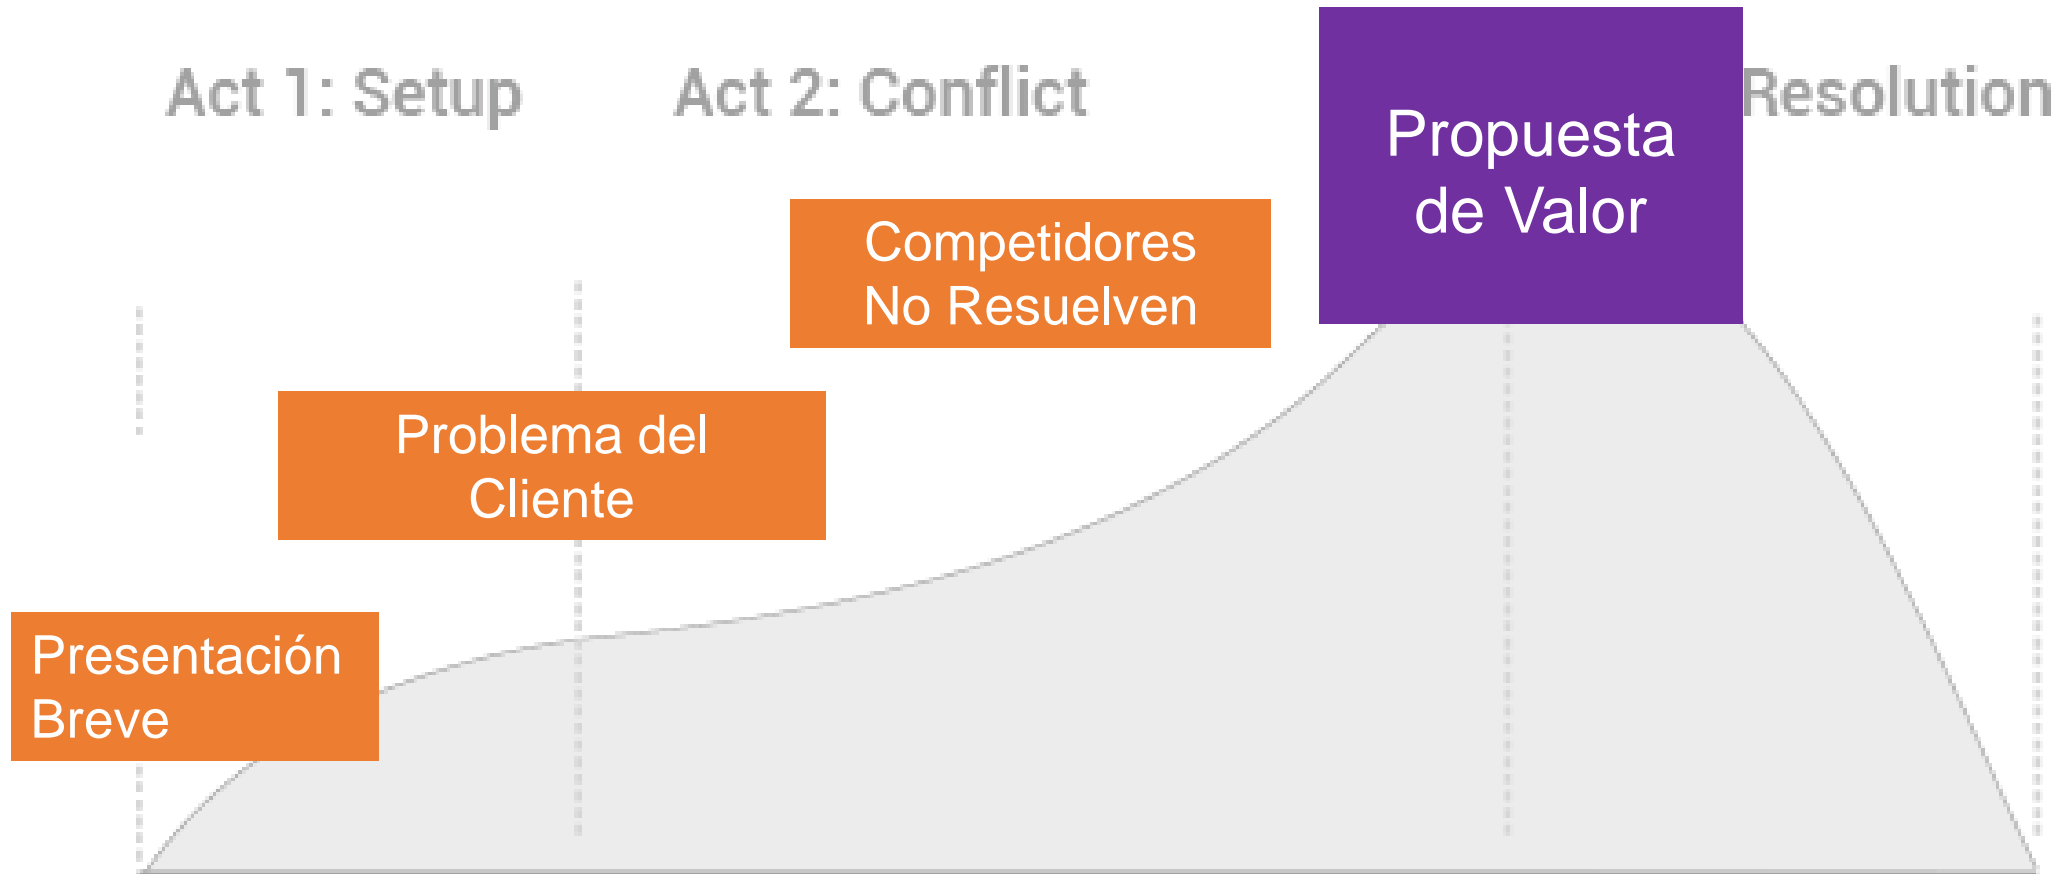 Act 1: Setup
Act 2: Conflict
Resolution
Propuesta
de Valor
Competidores
No Resuelven
Problema del
Cliente
Presentación
Breve